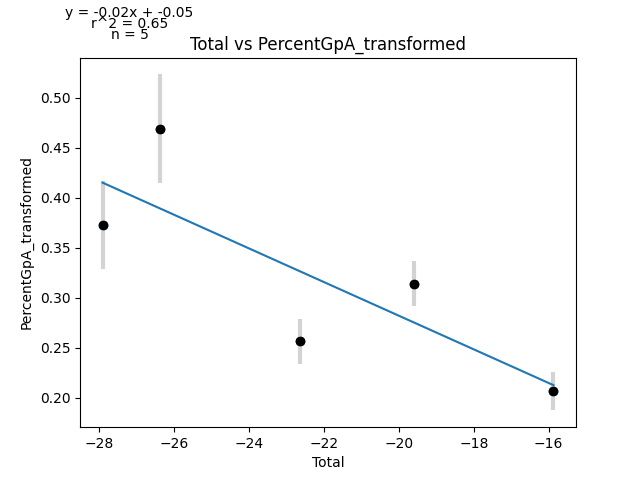 y = -0.02x + -0.05
r^2 = 0.65
n = 5
Total vs PercentGpA_transformed
PercentGpA_transformed
0.50
0.45
0.40
0.35
0.30
0.25
0.20
−28 −26 −24 −22 −20 −18 −16
Total